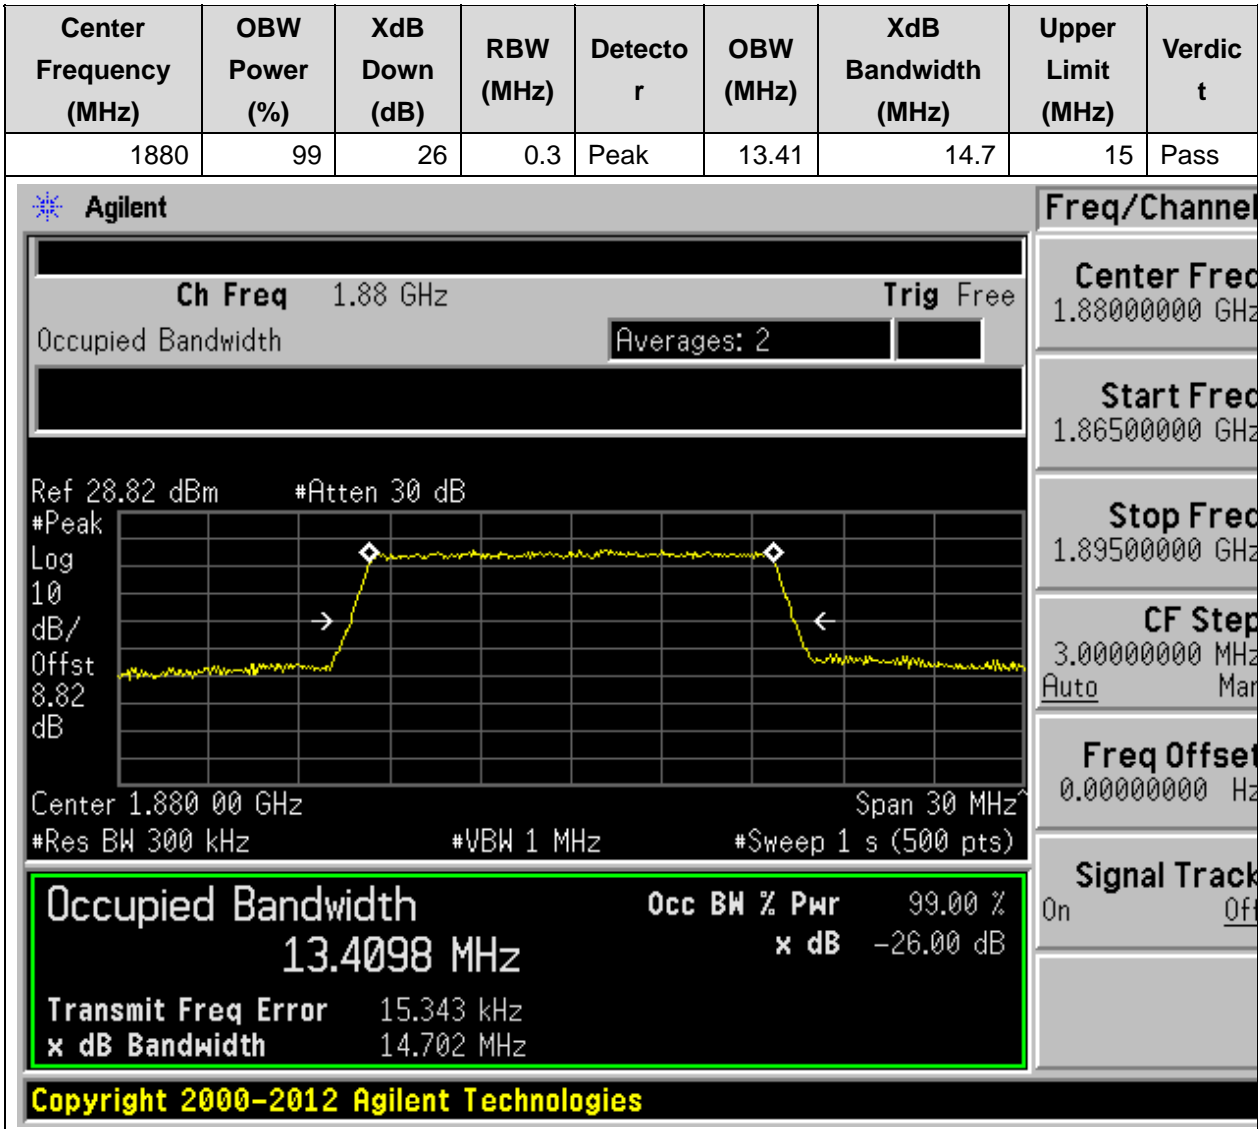 Center Frequency (MHz) OBW Power (%) XdB Down (dB) RBW (MHz) Detector OBW (MHz) XdB Bandwidth (MHz) Upper Limit (MHz) Verdict
1880 99 26 0.3 Peak 13.41 14.7 15 Pass
Agilent
Freq/Channel
Ch Freq 1.88 GHz Trig Free
Occupied Bandwidth Averages: 2
Ref 28.82 dBm #Atten 30 dB
#Peak
Log
10
dB/
Offst
8.82
dB
Center 1.880 00 GHz Span 30 MHz^
#Res BW 300 kHz #VBW 1 MHz #Sweep 1 s (500 pts)
Occupied Bandwidth Occ BW % Pwr 99.00 %
13.4098 MHz x dB -26.00 dB
Transmit Freq Error 15.343 kHz
x dB Bandwidth 14.702 MHz
Center Freq
1.88000000 GHz
Start Freq
1.86500000 GHz
Stop Freq
1.89500000 GHz
CF Step
3.00000000 MHz
Auto Man
Freq Offset
0.00000000 Hz
Signal Track
On Off
Copyright 2000-2012 Agilent Technologies